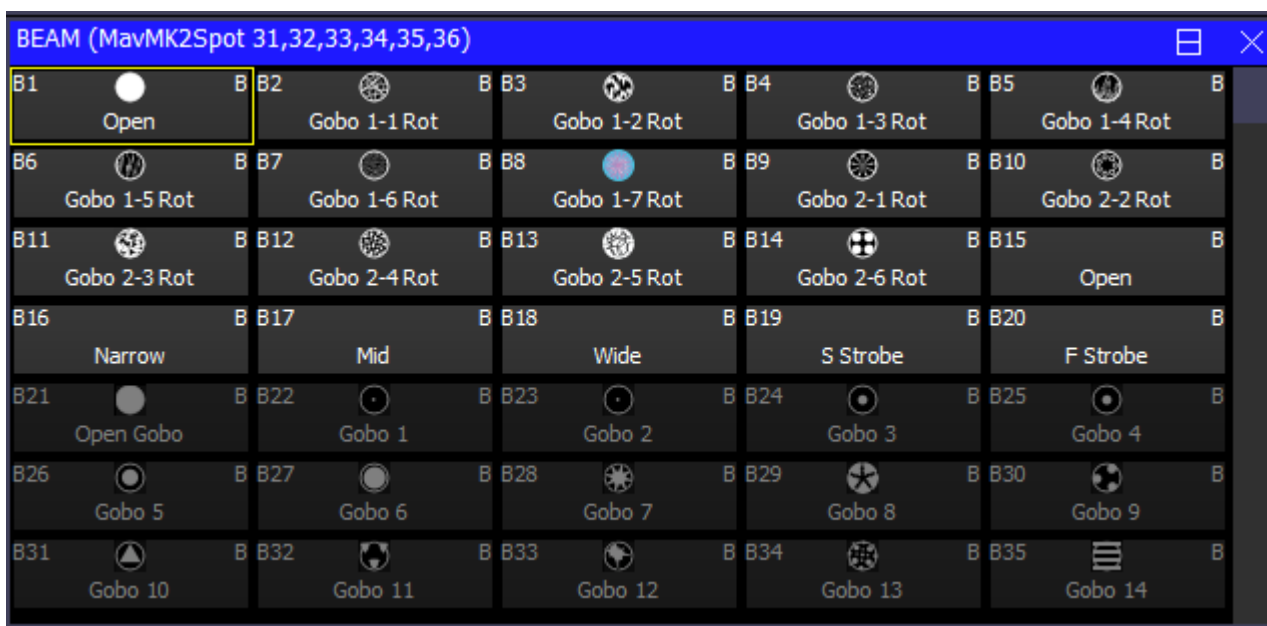 BEAM (MavMK2Spot 31,32,33,34,35,36)
B1 B B2 B B3 B B4 B B5 B
Open Gobo 1-1 Rot Gobo 1-2 Rot Gobo 1-3 Rot Gobo 1-4 Rot
B6 B B7 B B8 B B9 B B10 B
Gobo 1-5 Rot Gobo 1-6 Rot Gobo 1-7 Rot Gobo 2-1 Rot Gobo 2-2 Rot
B11 B B12 B B13 B B14 B B15 B
Gobo 2-3 Rot Gobo 2-4 Rot Gobo 2-5 Rot Gobo 2-6 Rot Open
B16 B B17 B B18 B B19 B B20 B
Narrow Mid Wide S Strobe F Strobe
B21 B B22 B B23 B B24 B B25 B
Open Gobo Gobo 1 Gobo 2 Gobo 3 Gobo 4
B26 B B27 B B28 B B29 B B30 B
Gobo 5 Gobo 6 Gobo 7 Gobo 8 Gobo 9
B31 B B32 B B33 B B34 B B35 B
Gobo 10 Gobo 11 Gobo 12 Gobo 13 Gobo 14